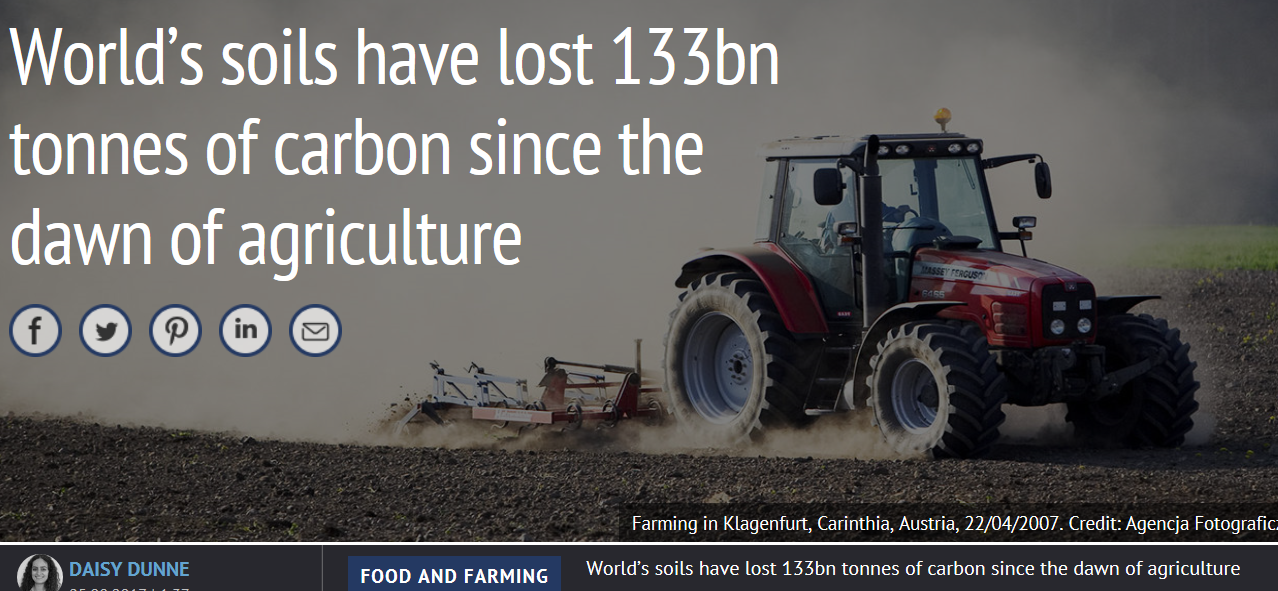 World’s soils have lost 133bn
tonnes of carbon since the
dawn of agriculture
MASSEY FERGUSON
6465
Farming in Klagenfurt, Carinthia, Austria, 22/04/2007. Credit: Agencja
DAISY DUNNE
FOOD AND FARMING
World’s soils have lost 133bn tonnes of carbon since the dawn of agriculture